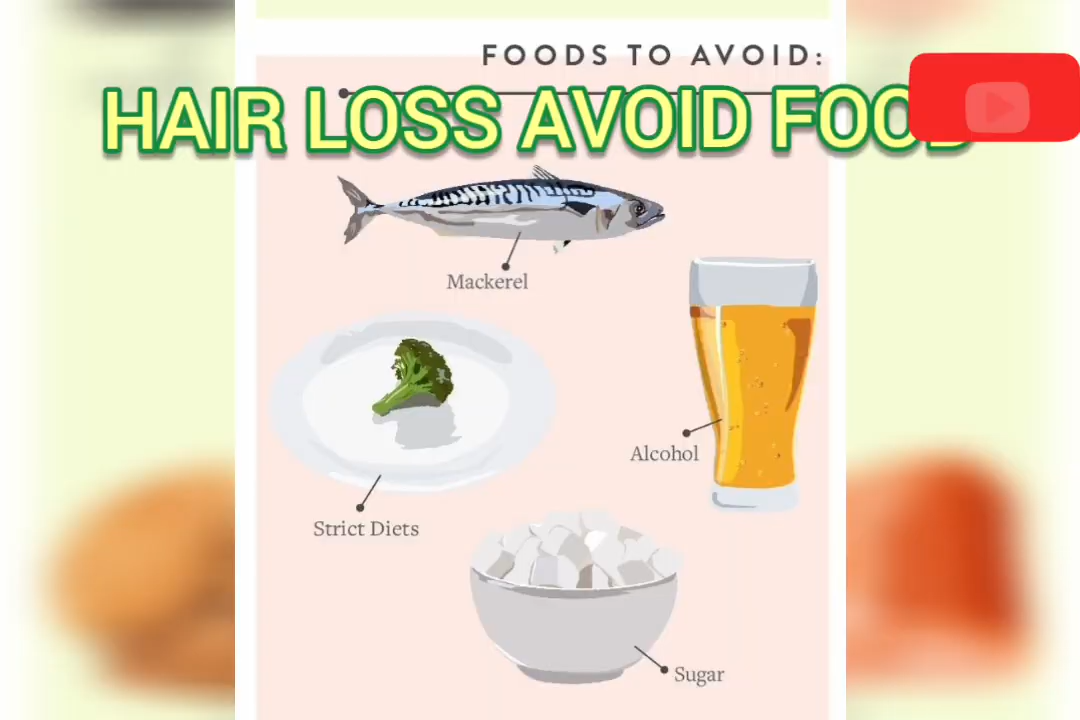 FOODS TO AVOID:
HAIR LOSS AVOID FOOD
Mackerel
Alcohol
Strict Diets
Sugar